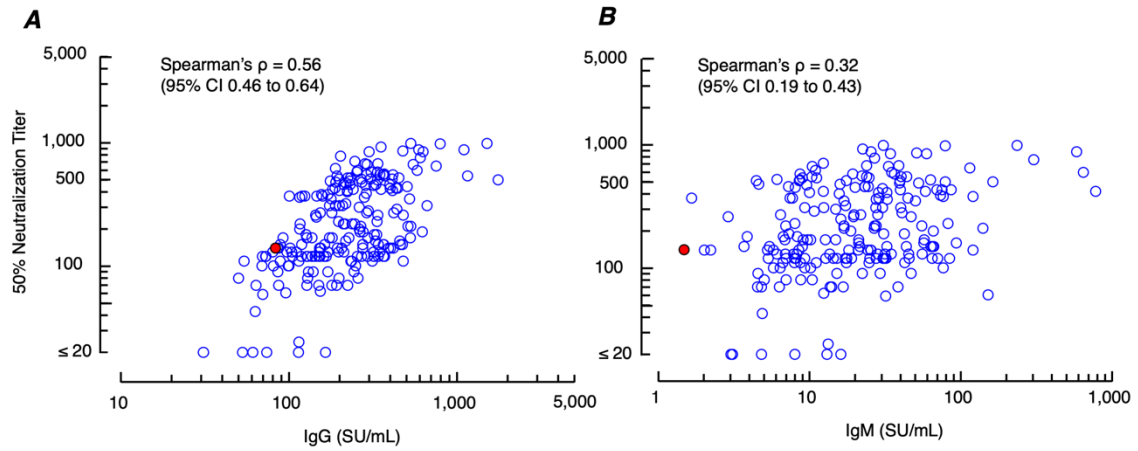 A
Spearman's ρ = 0.56
(95% CI 0.46 to 0.64)
50% Neutralization Titer
5,000
1,000
500
100
≤ 20
10
100
1,000
5,000
IgG (SU/mL)
B
Spearman's ρ = 0.32
(95% CI 0.19 to 0.43)
5,000
1,000
500
100
≤ 20
1
10
100
1,000
IgM (SU/mL)